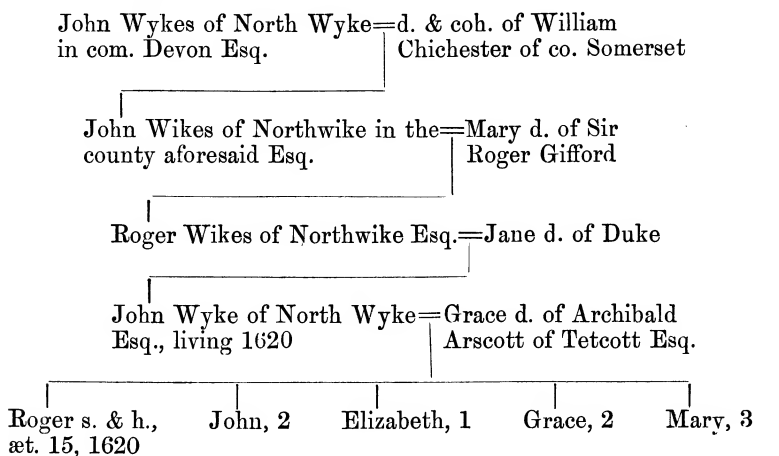 John Wykes of North Wyke=d. & coh. of William
in com. Devon Esq. Chichester of co. Somerset
John Wikes of Northwike in the=Mary d. of Sir
county aforesaid Esq. Roger Gifford
Roger Wikes of Northwike Esq.=Jane d. of Duke
John Wyke of North Wyke=Grace d. of Archibald
Esq., living 1620 Arscott of Tetcott Esq.
Roger s. & h., John, 2 Elizabeth, 1 Grace, 2 Mary, 3
æt. 15, 1620